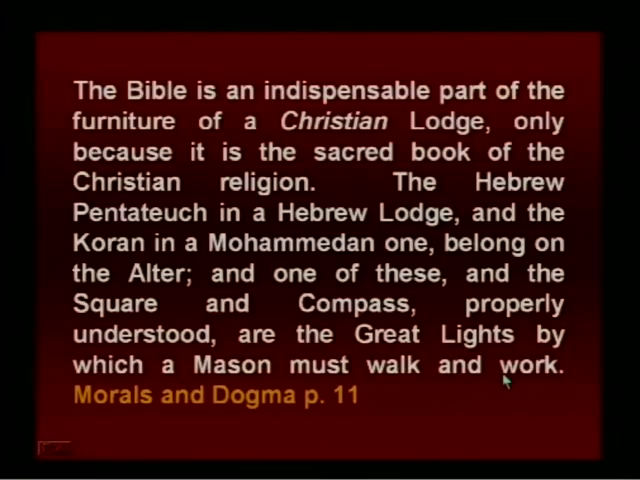 The Bible is an indispensable part of the
furniture of a Christian Lodge, only
because it is the sacred book of the
Christian religion. The Hebrew
Pentateuch in a Hebrew Lodge, and the
Koran in a Mohammedan one, belong on
the Alter; and one of these, and the
Square and Compass, properly
understood, are the Great Lights by
which a Mason must walk and work.
Morals and Dogma p. 11